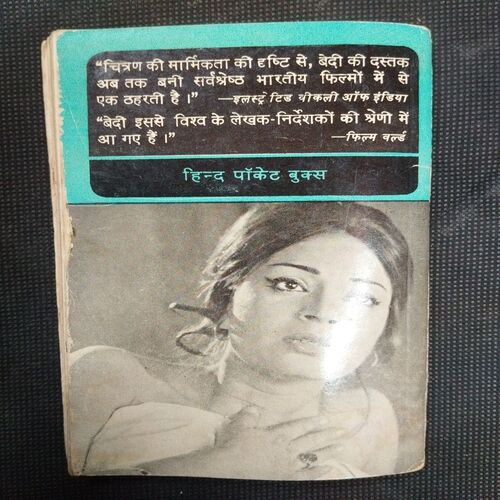 “चित्रण की मार्मिकता की दृष्टि से, बेदी की दस्तक
अब तक बनी सर्वश्रेष्ठ भारतीय फिल्मों में से
एक ठहरती है।” —इलस्ट्रेटिड वीकली ऑफ इंडिया
“बेदी इससे विश्व के लेखक-निर्देशकों की श्रेणी में
आ गए हैं।” —फिल्म वर्ल्ड
हिन्द पॉकेट बुक्स